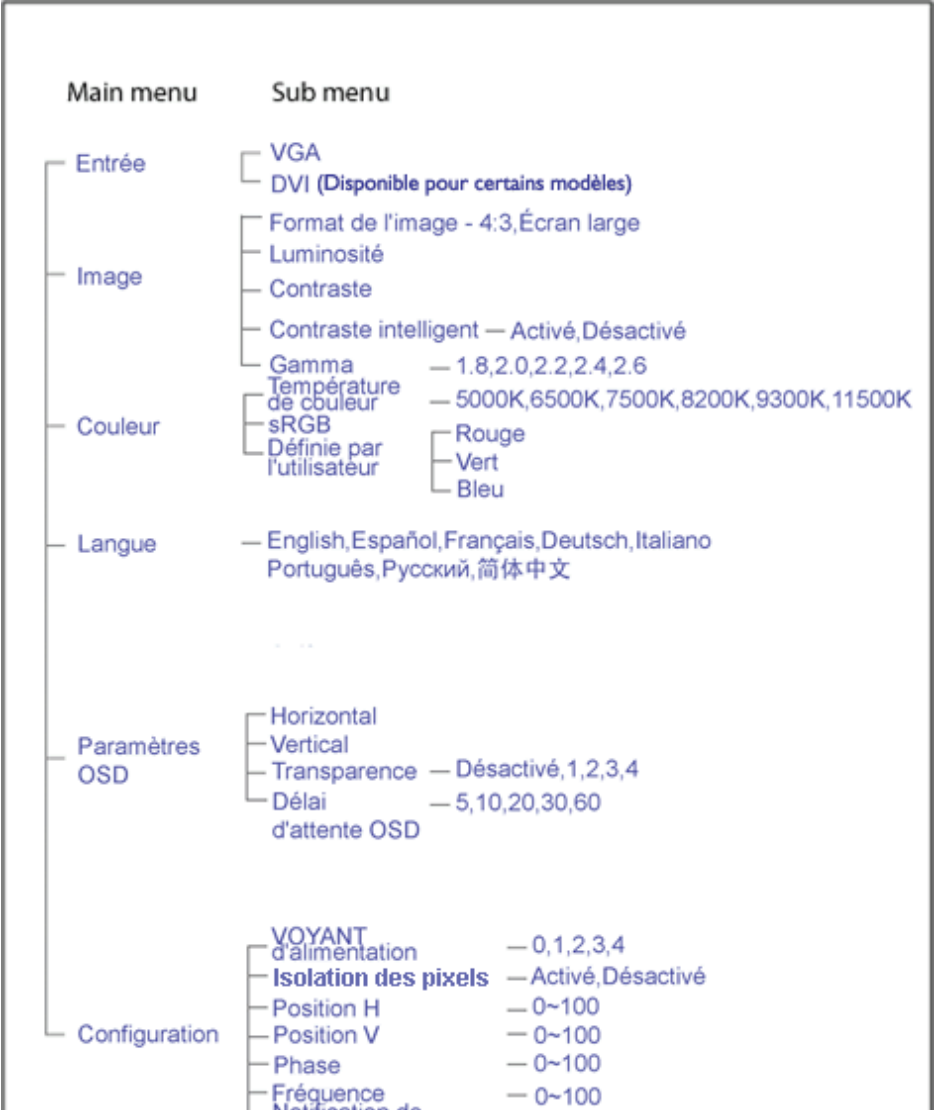 Main menu Sub menu
Entrée
VGA
DVI (Disponible pour certains modèles)
Image
Format de l'image - 4:3,Écran large
Luminosité
Contraste
Contraste intelligent — Activé,Désactivé
Gamma — 1.8,2.0,2.2,2.4,2.6
Couleur
Température
de couleur — 5000K,6500K,7500K,8200K,9300K,11500K
sRGB
Définie par
l'utilisateur
Rouge
Vert
Bleu
Langue — English,Español,Français,Deutsch,Italiano
Português,Русский,简体中文
Paramètres
OSD
Horizontal
Vertical
Transparence — Désactivé,1,2,3,4
Délai — 5,10,20,30,60
d'attente OSD
Configuration
VOYANT
d'alimentation — 0,1,2,3,4
Isolation des pixels — Activé,Désactivé
Position H — 0~100
Position V — 0~100
Phase — 0~100
Fréquence — 0~100
Notification de